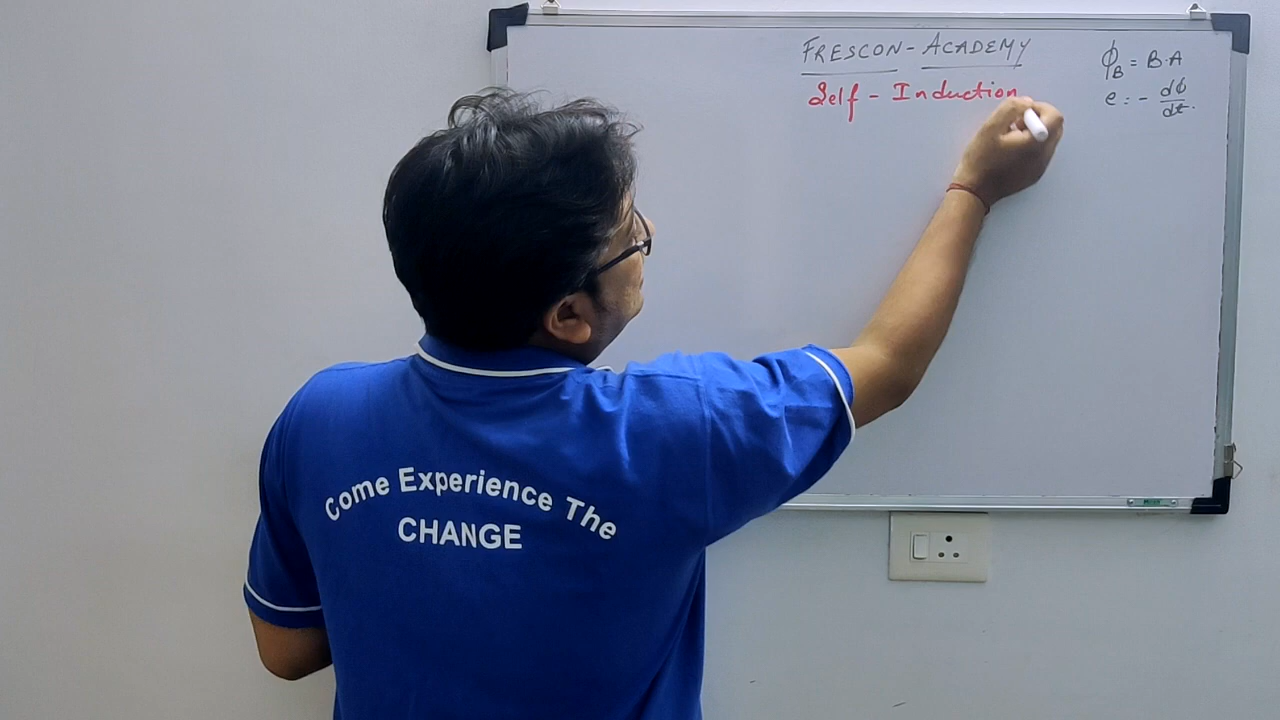 FRESCON-ACADEMY
Self-Induction
ϕ_B = B·A
e = - dϕ/dt.
Come Experience The
CHANGE